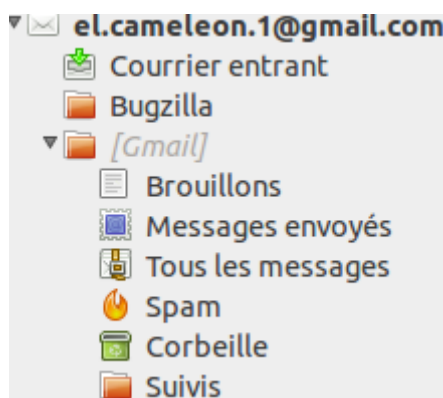 el.cameleon.1@gmail.com
Courrier entrant
Bugzilla
[Gmail]
Brouillons
Messages envoyés
Tous les messages
Spam
Corbeille
Suivis